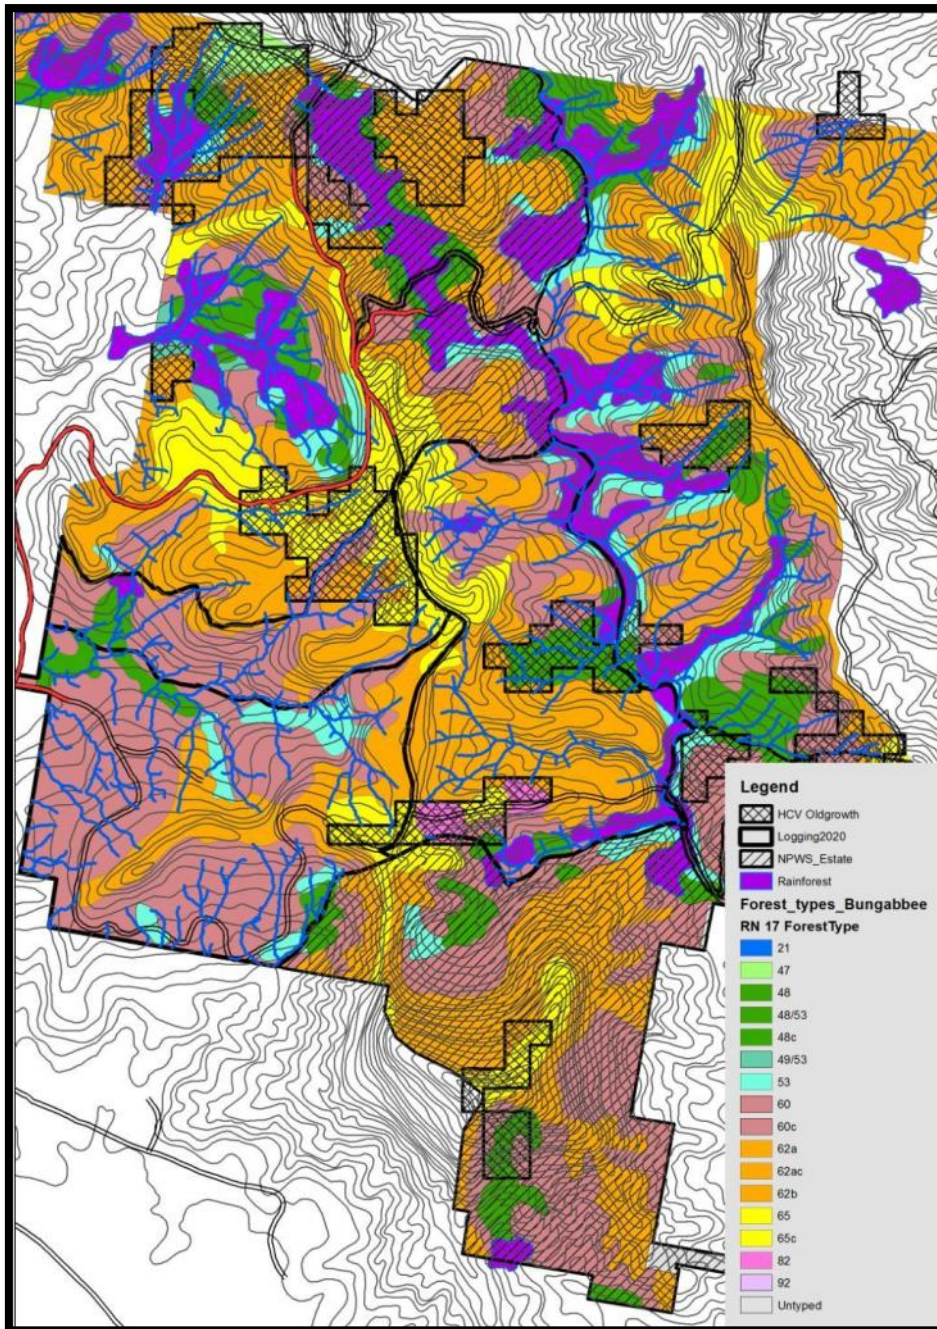 Legend
HCV Oldgrowth
Logging2020
NPWS_Estate
Rainforest
Forest_types_Bungabbee
RN 17 ForestType
21
47
48
48/53
48c
49/53
53
60
60c
62a
62ac
62b
65
65c
82
92
Untyped